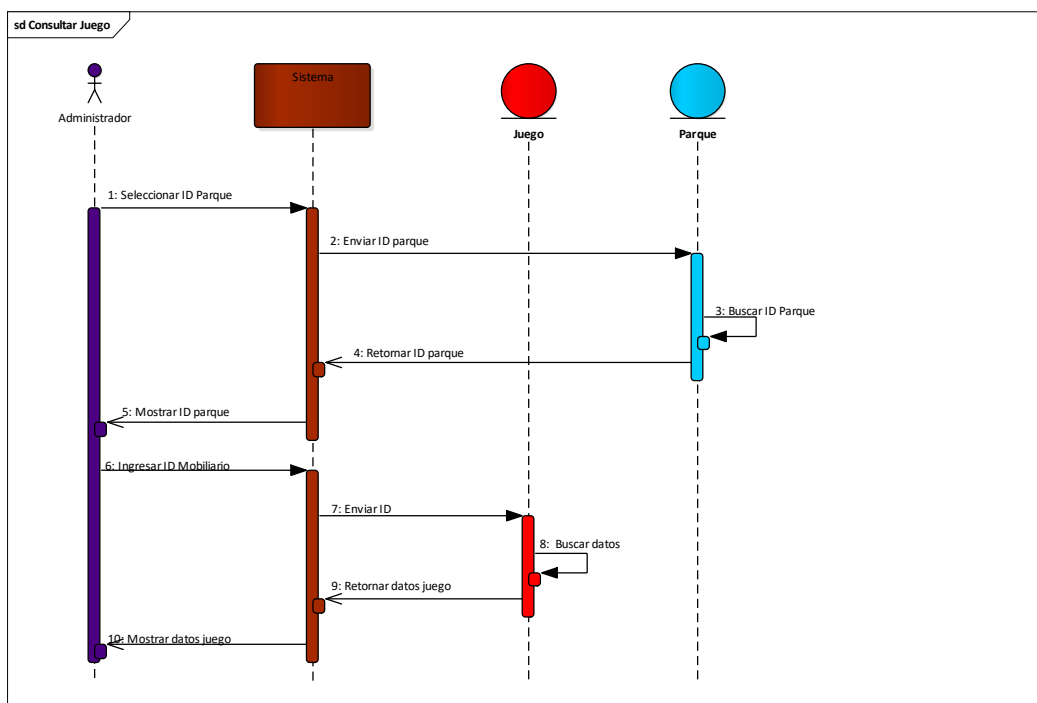 sd Consultar Juego
Sistema
Administrador
Juego
Parque
1: Seleccionar ID Parque
2: Enviar ID parque
3: Buscar ID Parque
4: Retornar ID parque
5: Mostrar ID parque
6: Ingresar ID Mobiliario
7: Enviar ID
8: Buscar datos
9: Retornar datos juego
10: Mostrar datos juego